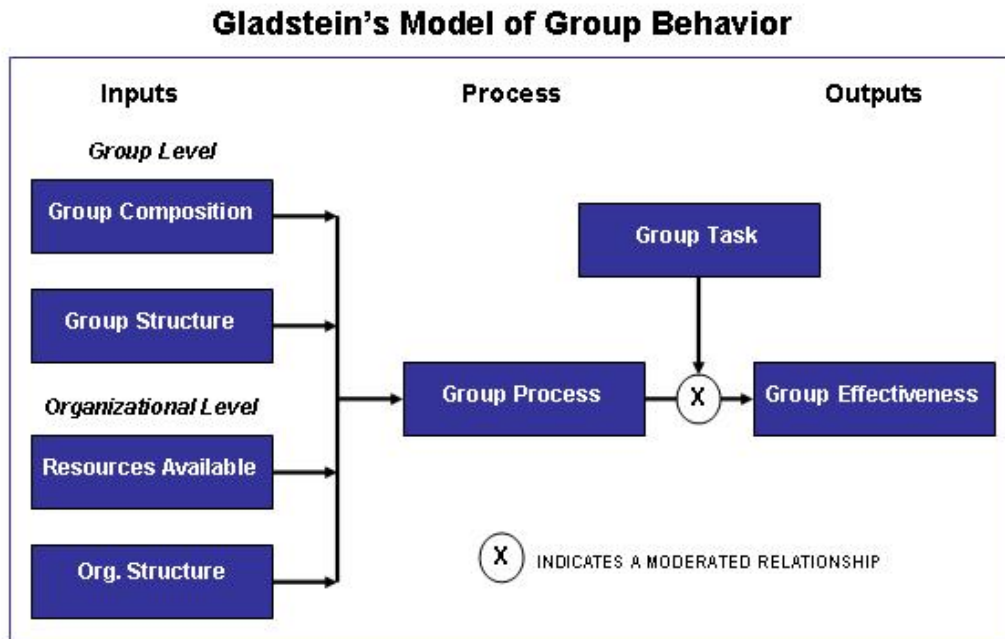 Gladstein's Model of Group Behavior
Inputs
Process
Outputs
Group Level
Group Composition
Group Task
Group Structure
Organizational Level
Group Process
X
Group Effectiveness
Resources Available
X
INDICATES A MODERATED RELATIONSHIP
Org. Structure